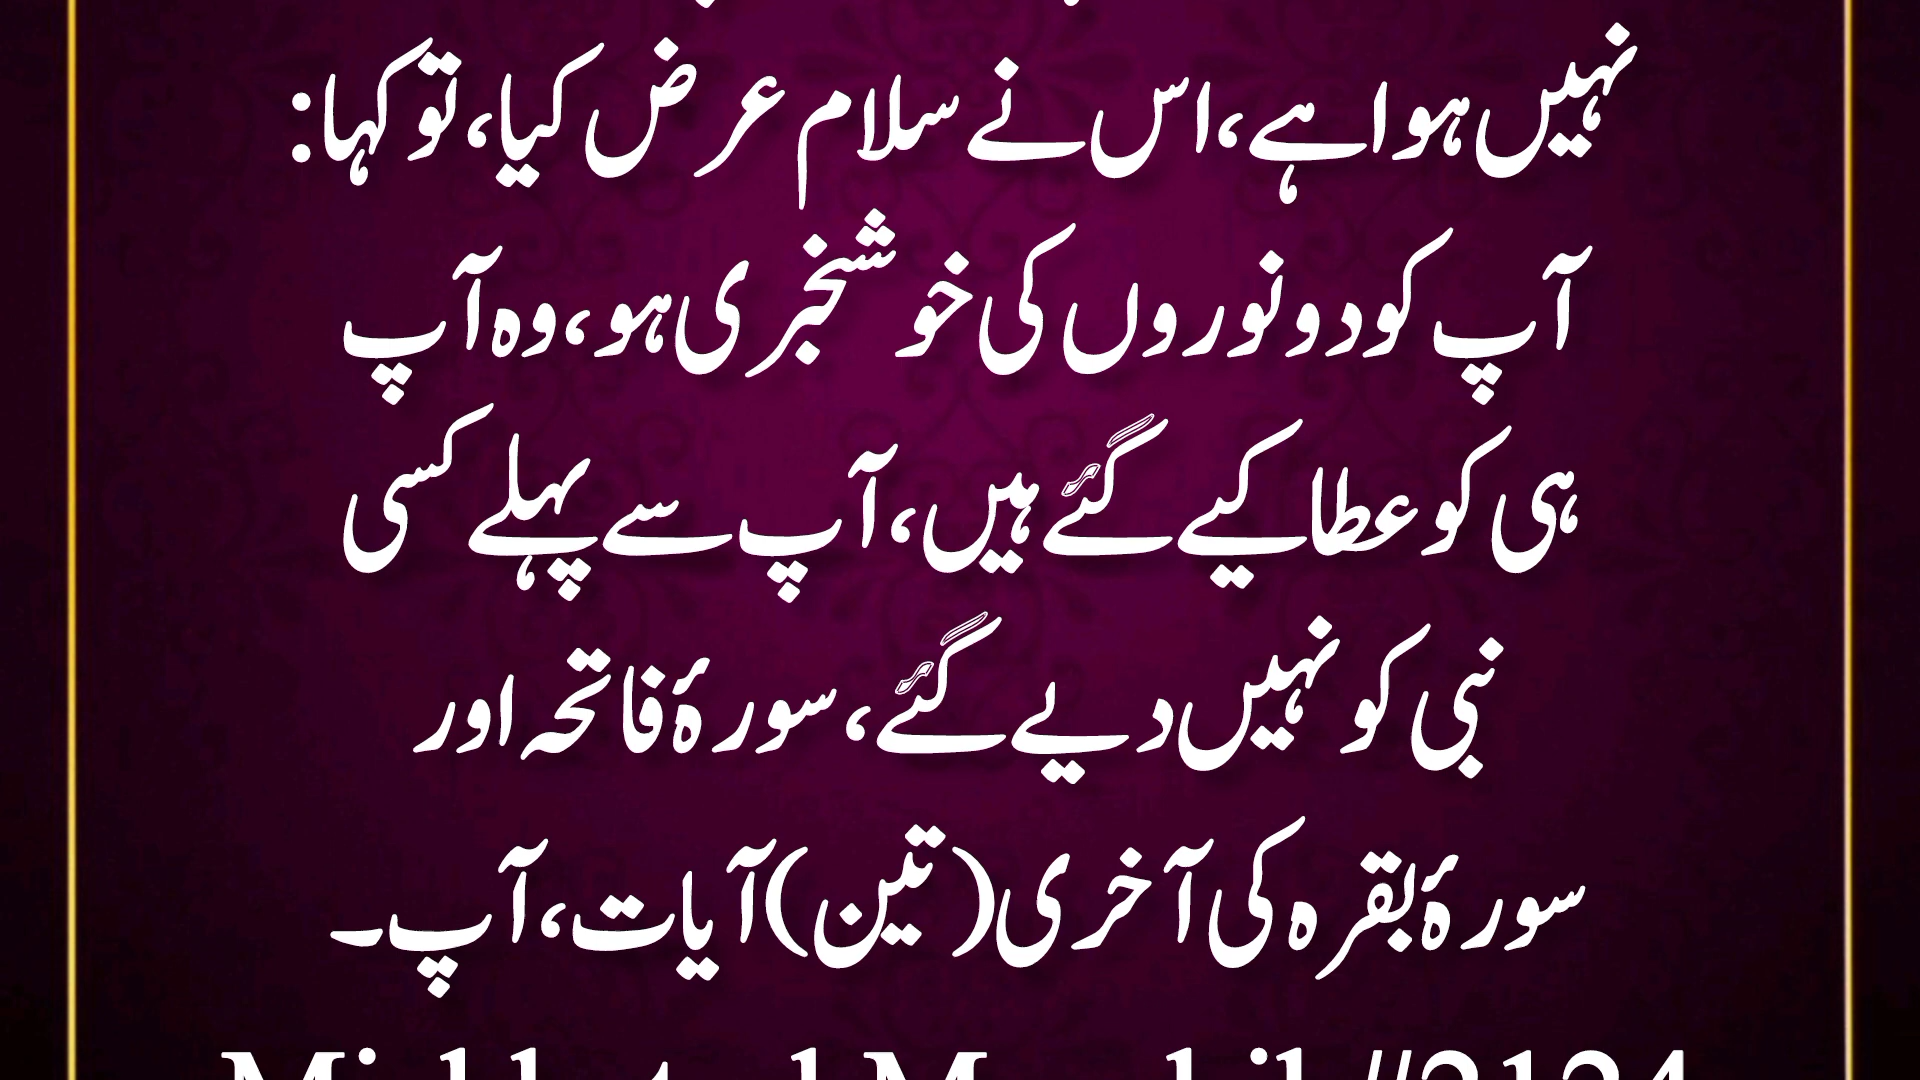 نہیں ہوا ہے، اس نے سلام عرض کیا، تو کہا:
آپ کو دو نوروں کی خوشخبری ہو، وہ آپ
ہی کو عطا کیے گئے ہیں، آپ سے پہلے کسی
نبی کو نہیں دیے گئے، سورۂ فاتحہ اور
سورۂ بقرہ کی آخری (تین) آیات، آپ۔